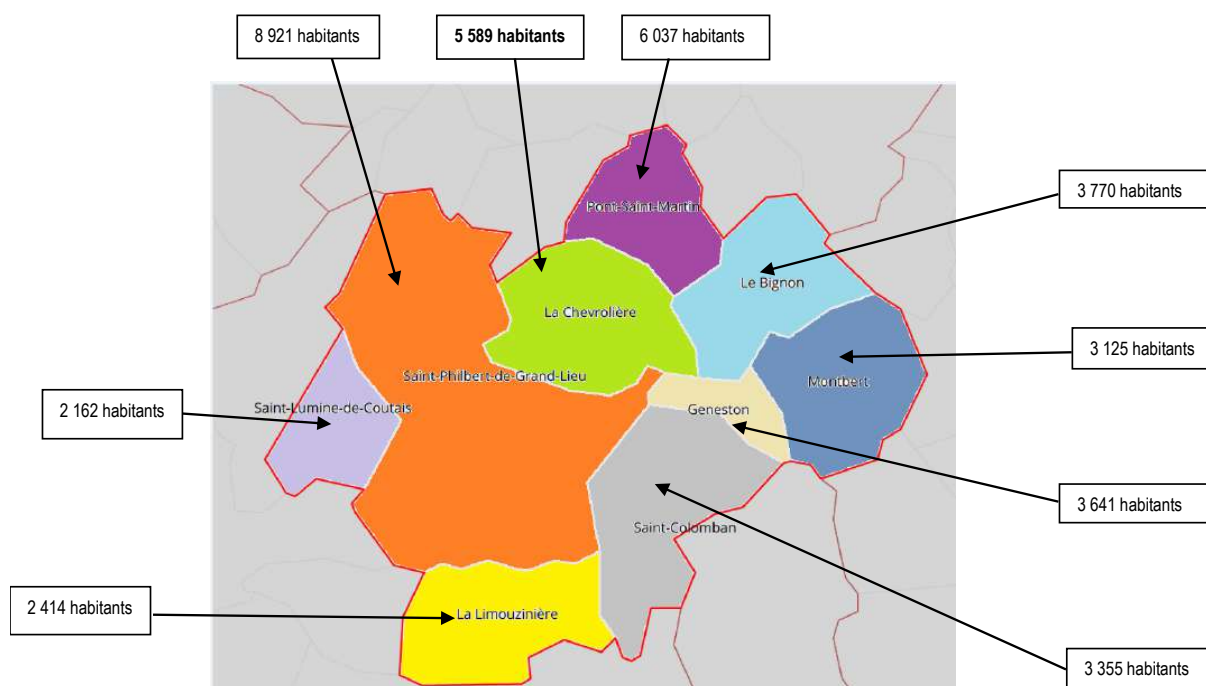 8 921 habitants
5 589 habitants
6 037 habitants
3 770 habitants
Pont-Saint-Martin
Le Bignon
La Chevrolière
3 125 habitants
Saint-Philbert-de-Grand-Lieu
Montbert
2 162 habitants
Saint-Lumine-de-Coutais
Geneston
3 641 habitants
Saint-Colomban
2 414 habitants
La Limouzinière
3 355 habitants